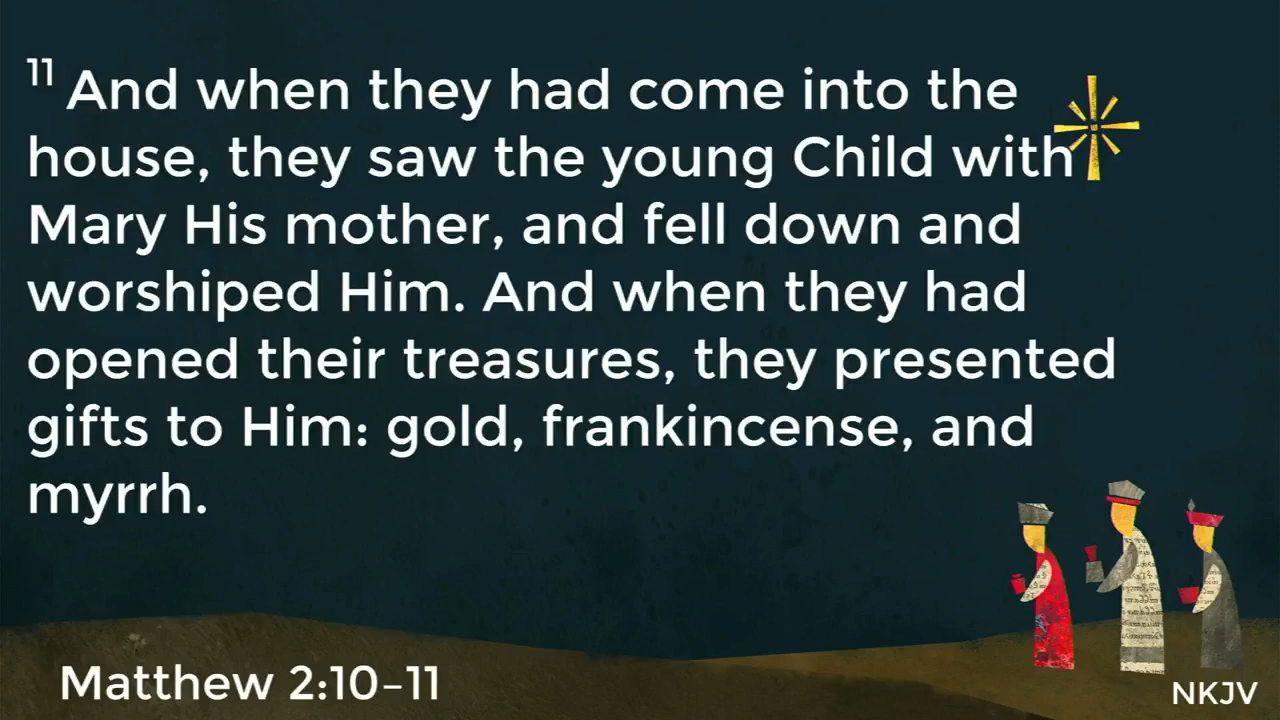 11 And when they had come into the
house, they saw the young Child with
Mary His mother, and fell down and
worshiped Him. And when they had
opened their treasures, they presented
gifts to Him: gold, frankincense, and
myrrh.
Matthew 2:10–11
NKJV